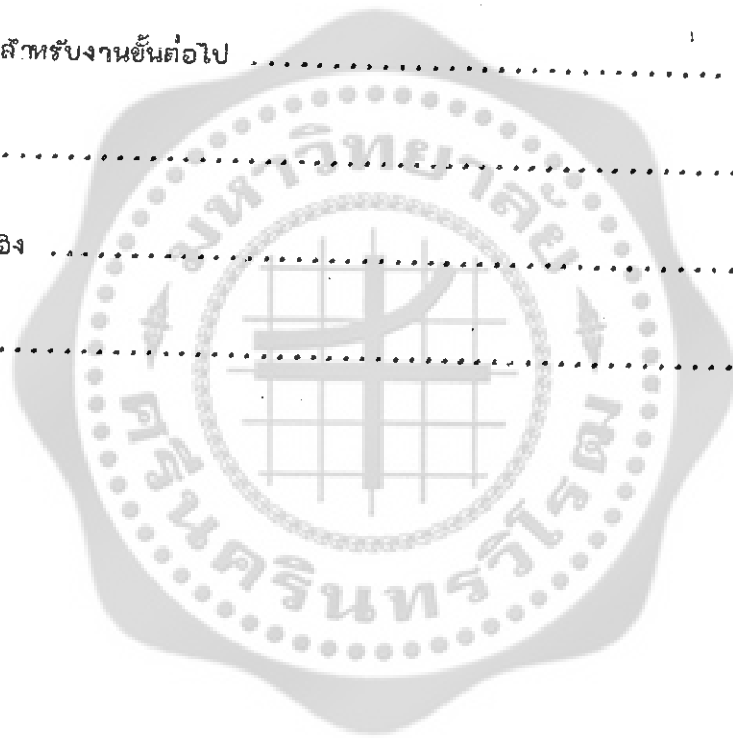 สำหรับงานขั้นต่อไป ........................................
........................................
อิง ........................................
........................................
มหาวิทยาลัย
ศรีนครินทรวิโรฒ